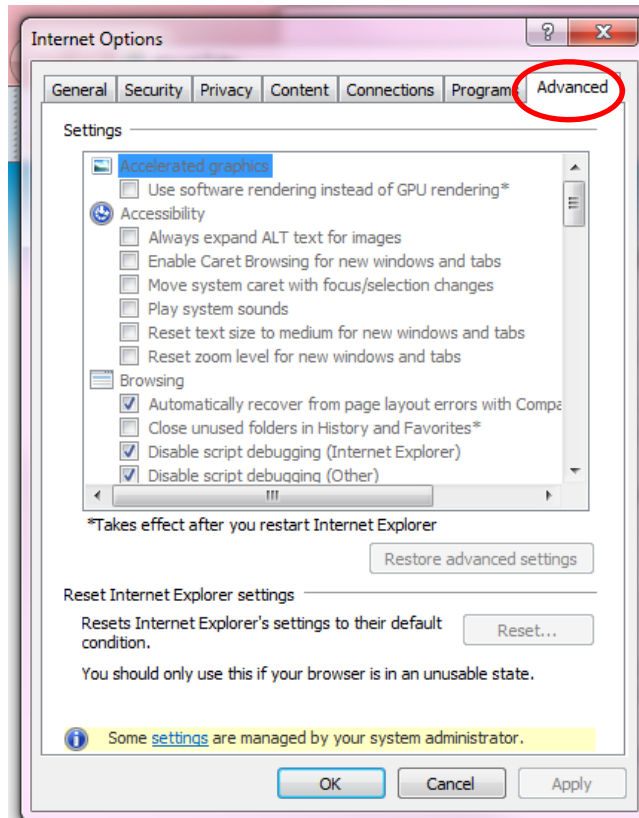 Internet Options
General Security Privacy Content Connections Programs Advanced
Settings
Accelerated graphics
Use software rendering instead of GPU rendering*
Accessibility
Always expand ALT text for images
Enable Caret Browsing for new windows and tabs
Move system caret with focus/selection changes
Play system sounds
Reset text size to medium for new windows and tabs
Reset zoom level for new windows and tabs
Browsing
Automatically recover from page layout errors with Compa
Close unused folders in History and Favorites*
Disable script debugging (Internet Explorer)
Disable script debugging (Other)
*Takes effect after you restart Internet Explorer
Restore advanced settings
Reset Internet Explorer settings
Resets Internet Explorer's settings to their default
condition.
Reset...
You should only use this if your browser is in an unusable state.
Some settings are managed by your system administrator.
OK Cancel Apply